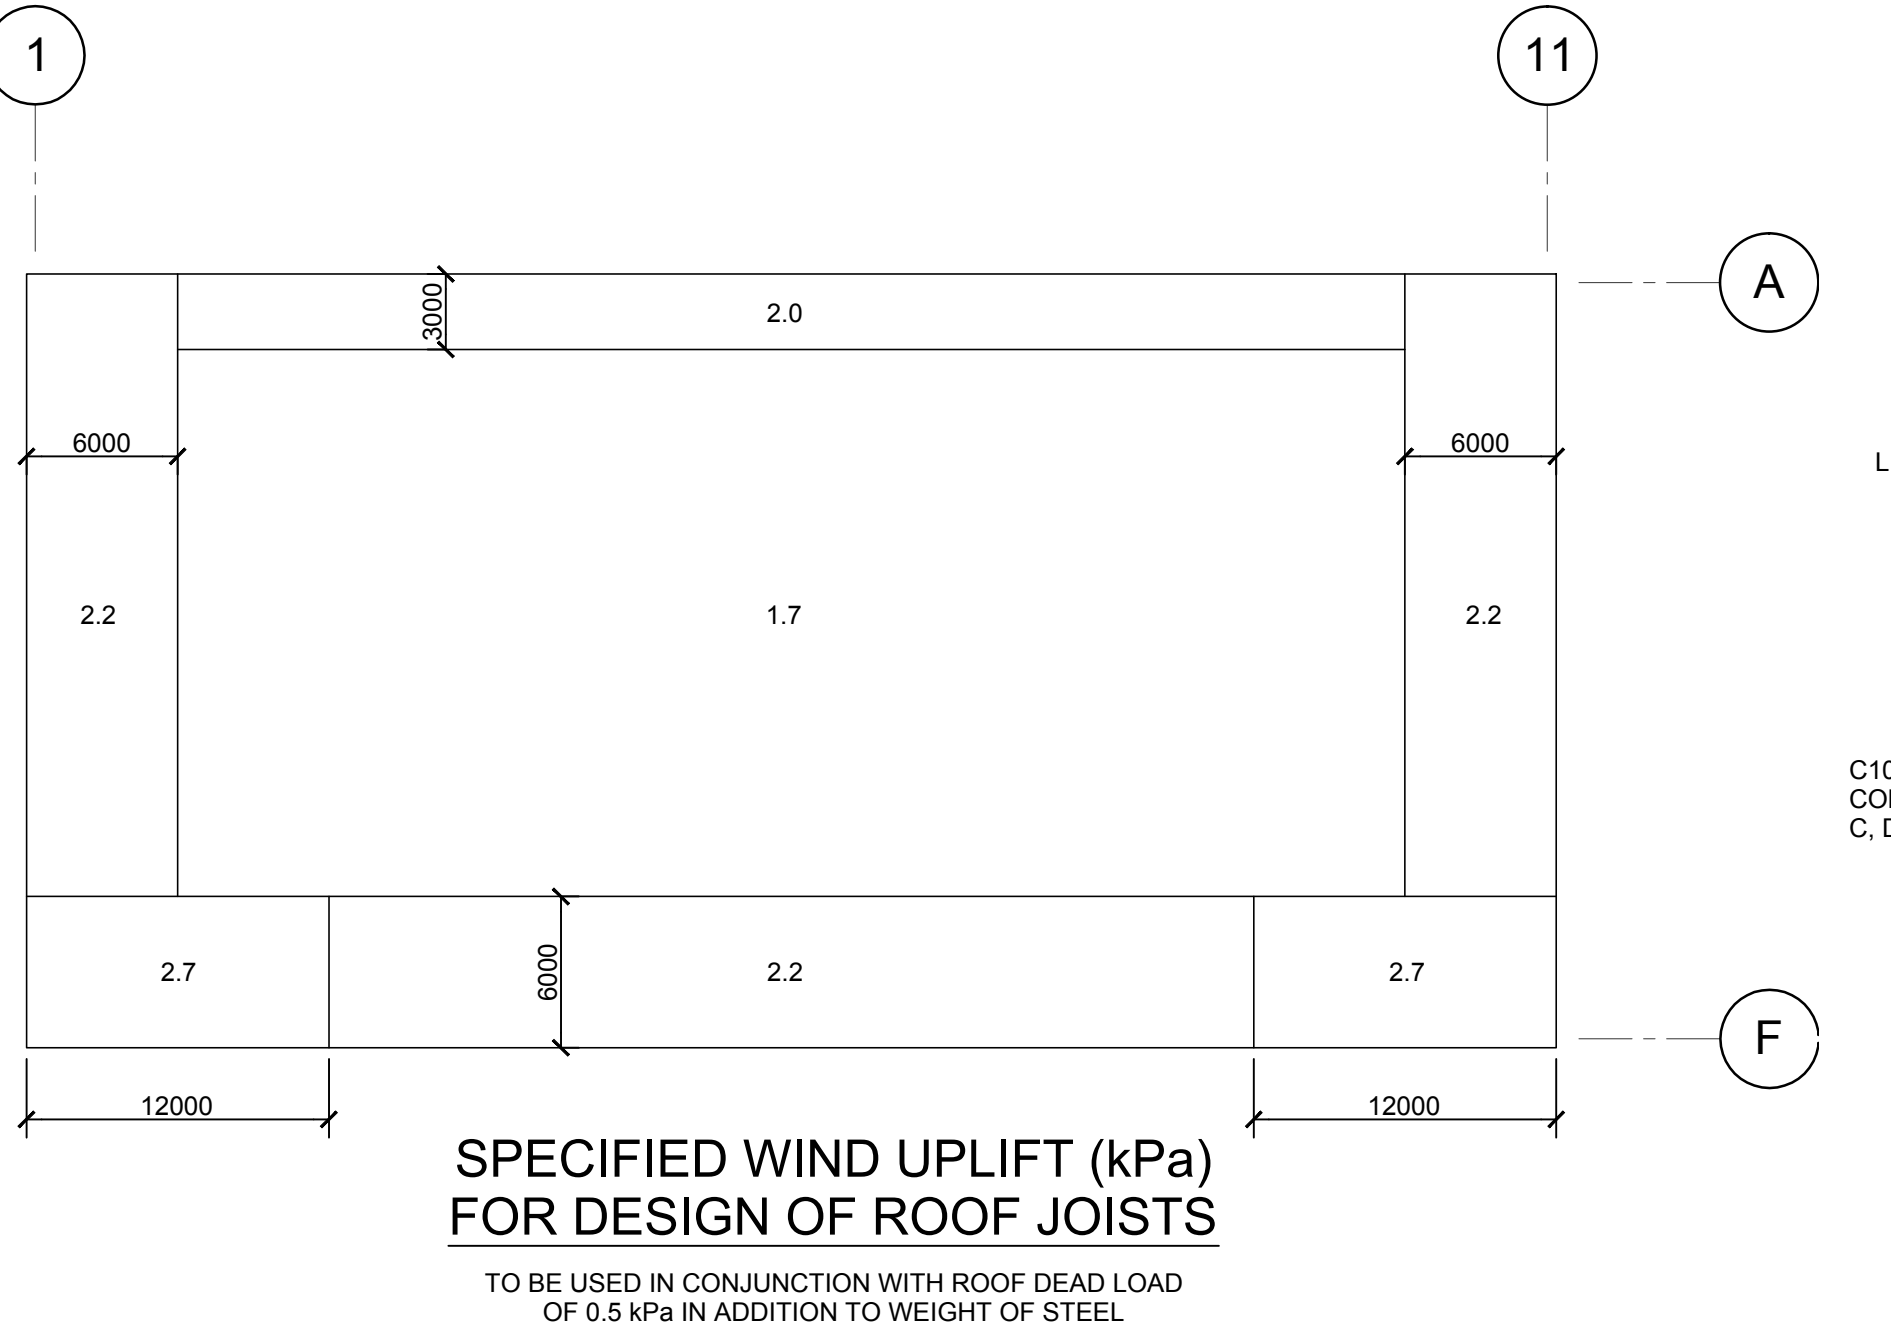 1
11
A
3000
2.0
6000
6000
L
2.2
1.7
2.2
C10
C, D
2.7
6000
2.2
2.7
F
12000
12000
SPECIFIED WIND UPLIFT (kPa)
FOR DESIGN OF ROOF JOISTS
TO BE USED IN CONJUNCTION WITH ROOF DEAD LOAD
OF 0.5 kPa IN ADDITION TO WEIGHT OF STEEL